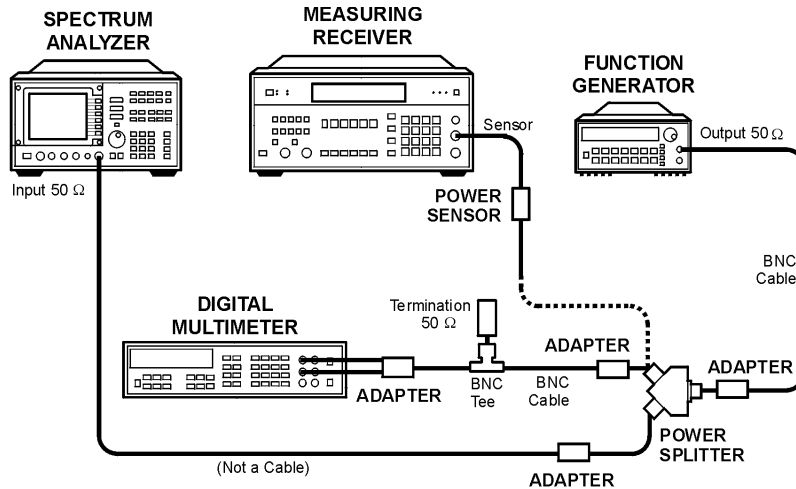 SPECTRUM
ANALYZER
MEASURING
RECEIVER
FUNCTION
GENERATOR
Sensor
Output 50 Ω
Input 50 Ω
POWER
SENSOR
BNC
Cable
DIGITAL
MULTIMETER
Termination
50 Ω
ADAPTER
ADAPTER
ADAPTER
BNC
Tee
BNC
Cable
POWER
SPLITTER
(Not a Cable)
ADAPTER